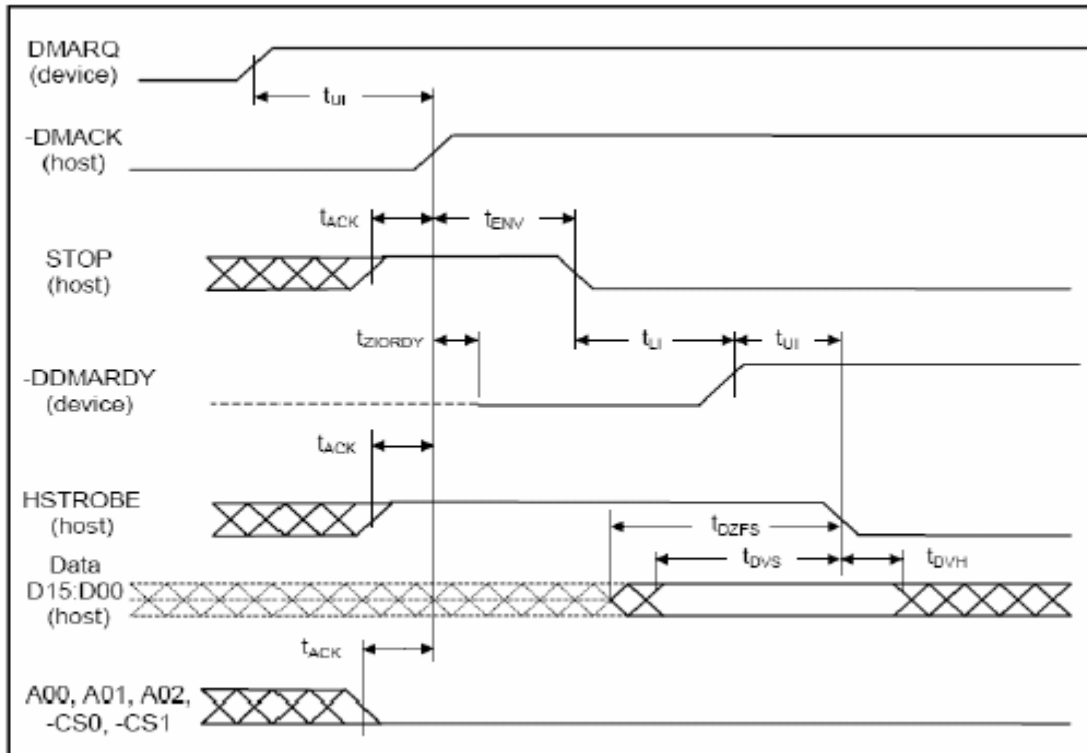 DMARQ
(device)
tUI
-DMACK
(host)
tACK
tENV
STOP
(host)
tZIORDY
tLI
tUI
-DDMARDY
(device)
tACK
HSTROBE
(host)
tDZFS
Data
tDVS
tDVH
D15:D00
(host)
tACK
A00, A01, A02,
-CS0, -CS1